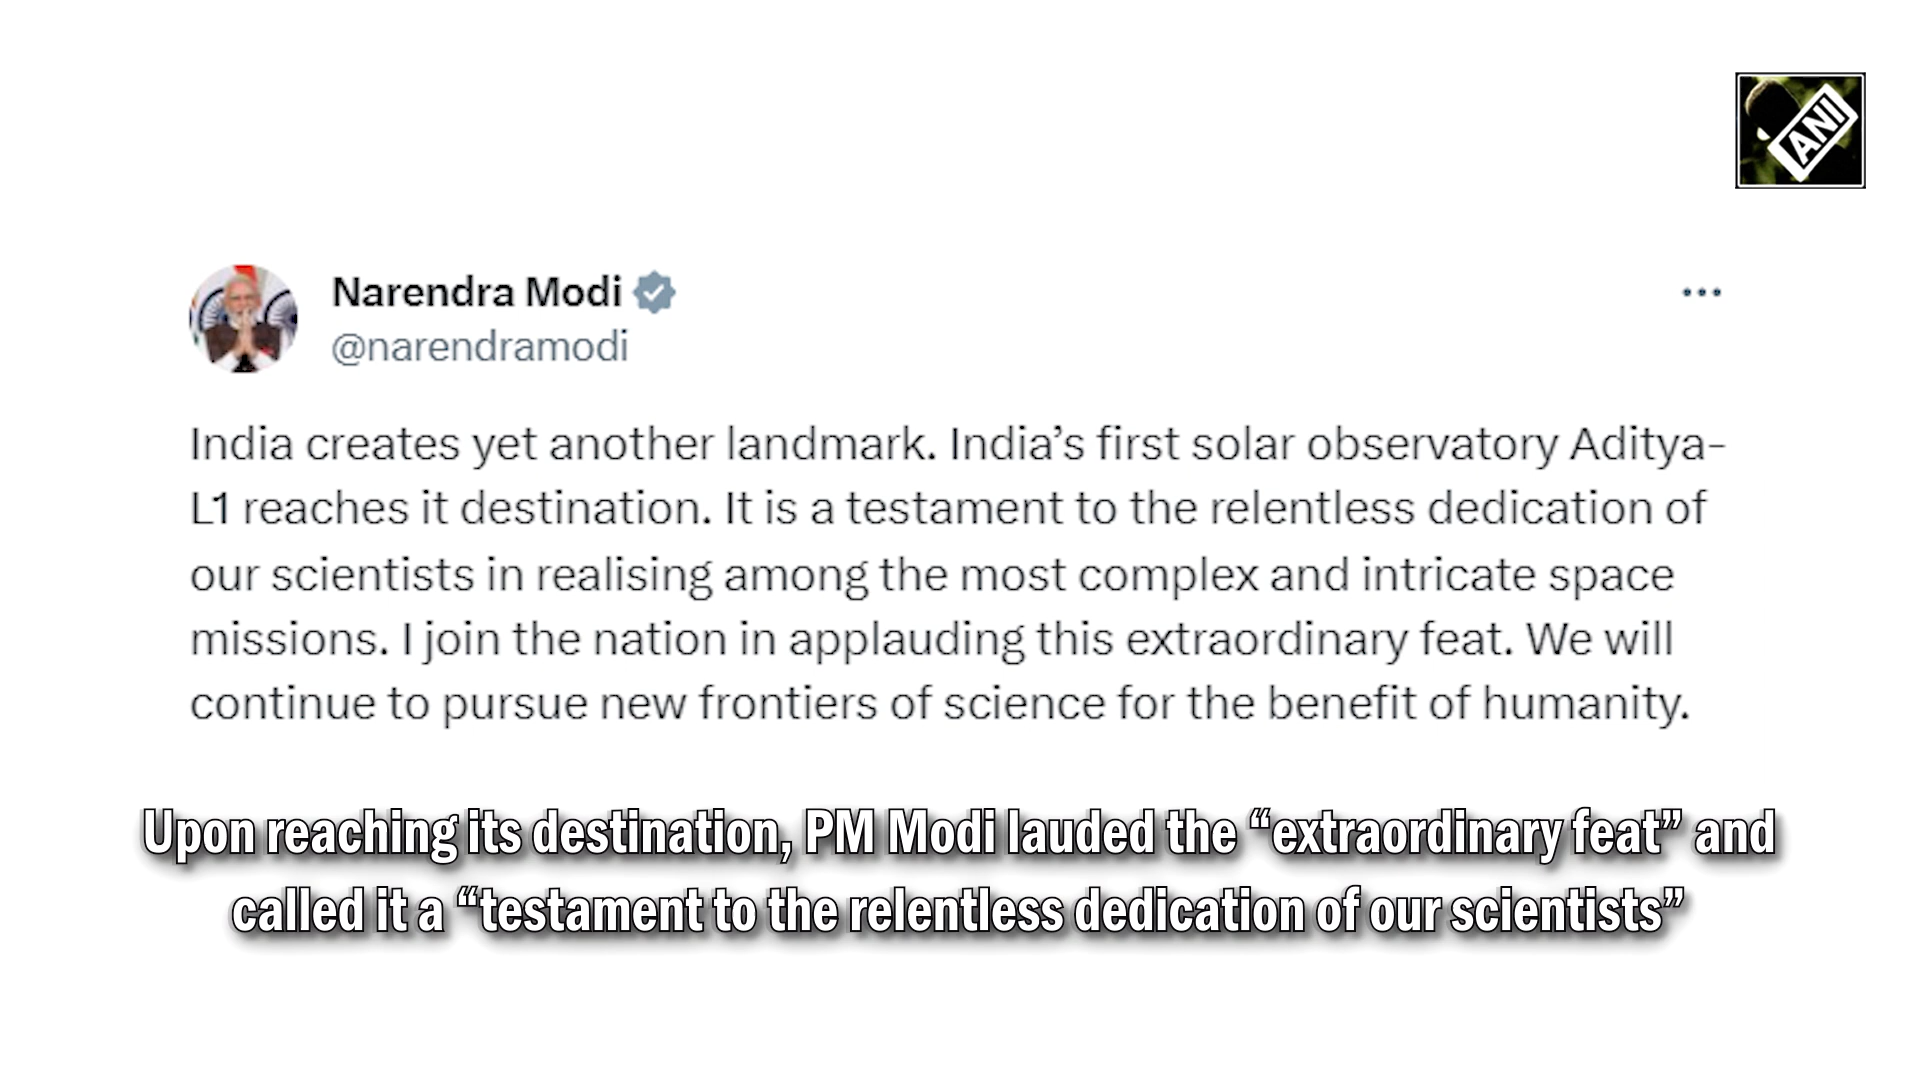 ANI
Narendra Modi
@narendramodi
India creates yet another landmark. India’s first solar observatory Aditya-
L1 reaches it destination. It is a testament to the relentless dedication of
our scientists in realising among the most complex and intricate space
missions. I join the nation in applauding this extraordinary feat. We will
continue to pursue new frontiers of science for the benefit of humanity.
Upon reaching its destination, PM Modi lauded the “extraordinary feat” and
called it a “testament to the relentless dedication of our scientists”